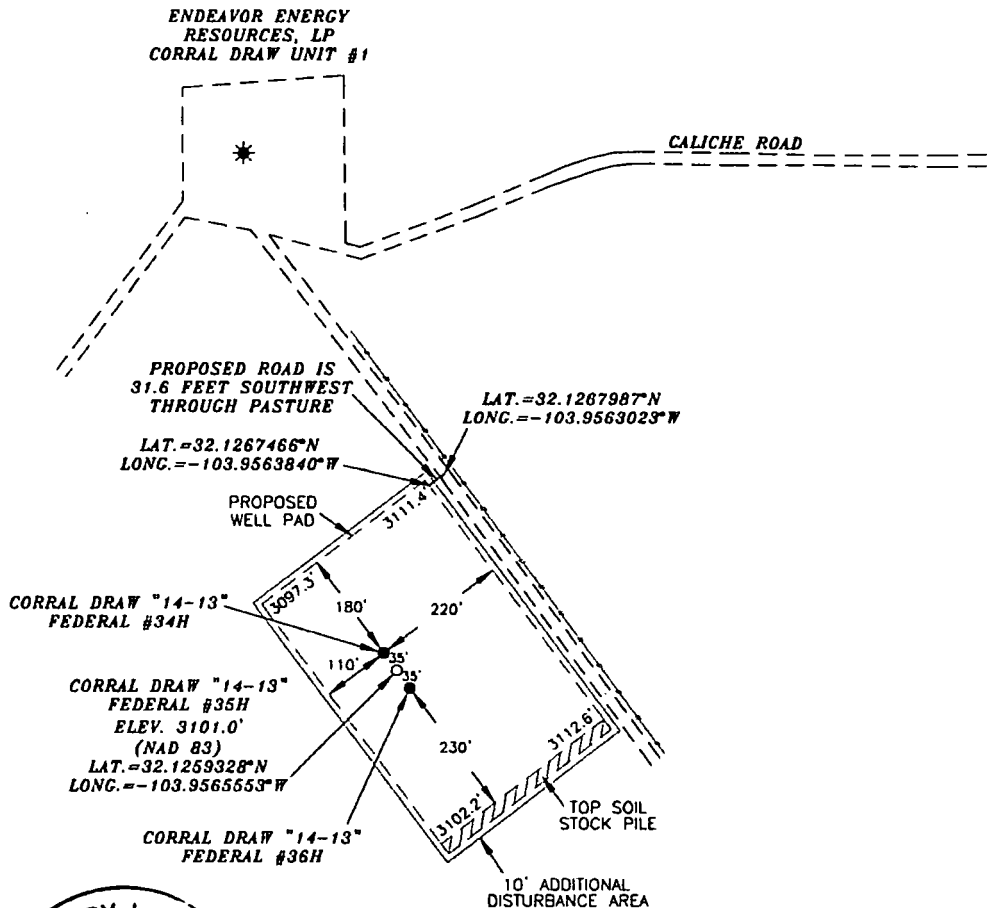 ENDEAVOR ENERGY
RESOURCES, LP
CORRAL DRAW UNIT #1
CALICHE ROAD
PROPOSED ROAD IS
31.6 FEET SOUTHWEST
THROUGH PASTURE
LAT.=32.1267987°N
LONG.=-103.9563023°W
LAT.=32.1267466°N
LONG.=-103.9563840°W
PROPOSED
WELL PAD
3111.4'
3097.3'
CORRAL DRAW "14-13"
FEDERAL #34H
180'
220'
110'
35'
35'
CORRAL DRAW "14-13"
FEDERAL #35H
ELEV. 3101.0'
(NAD 83)
LAT.=32.1259328°N
LONG.=-103.9565553°W
230'
3112.6'
3102.2'
TOP SOIL
STOCK PILE
CORRAL DRAW "14-13"
FEDERAL #36H
10' ADDITIONAL
DISTURBANCE AREA